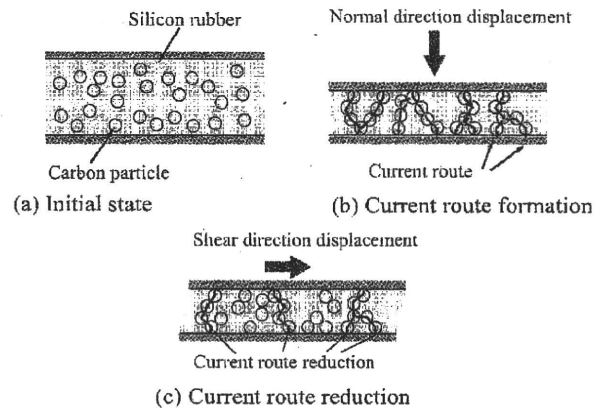 Silicon rubber
Carbon particle
(a) Initial state
Normal direction displacement
Current route
(b) Current route formation
Shear direction displacement
Current route reduction
(c) Current route reduction